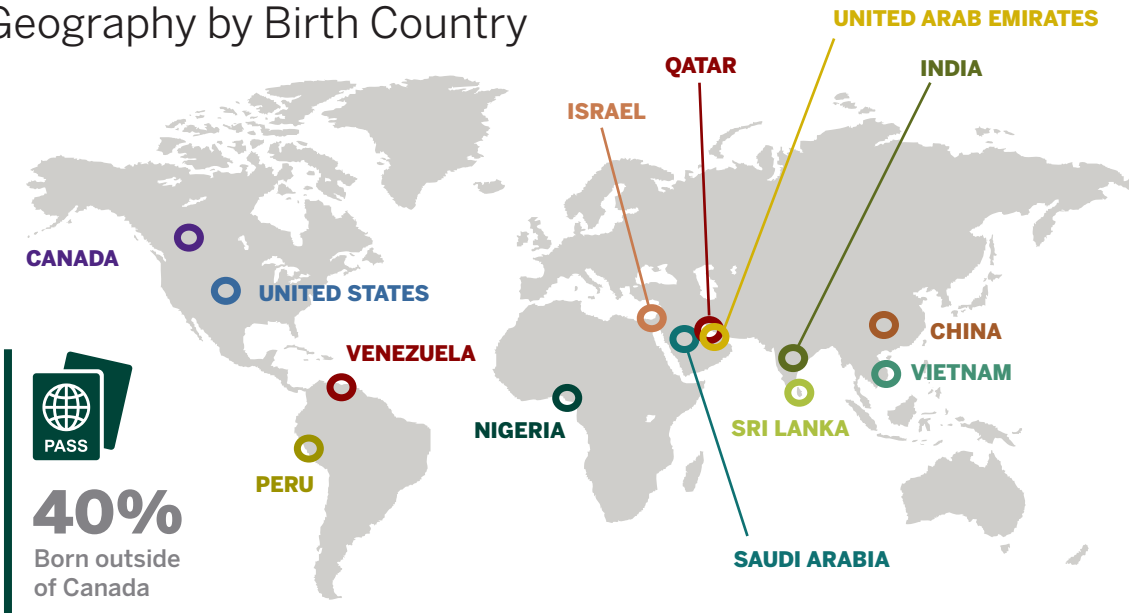 Geography by Birth Country
UNITED ARAB EMIRATES
QATAR
INDIA
ISRAEL
CANADA
UNITED STATES
CHINA
VENEZUELA
VIETNAM
NIGERIA
SRI LANKA
PERU
SAUDI ARABIA
PASS
40%
Born outside
of Canada